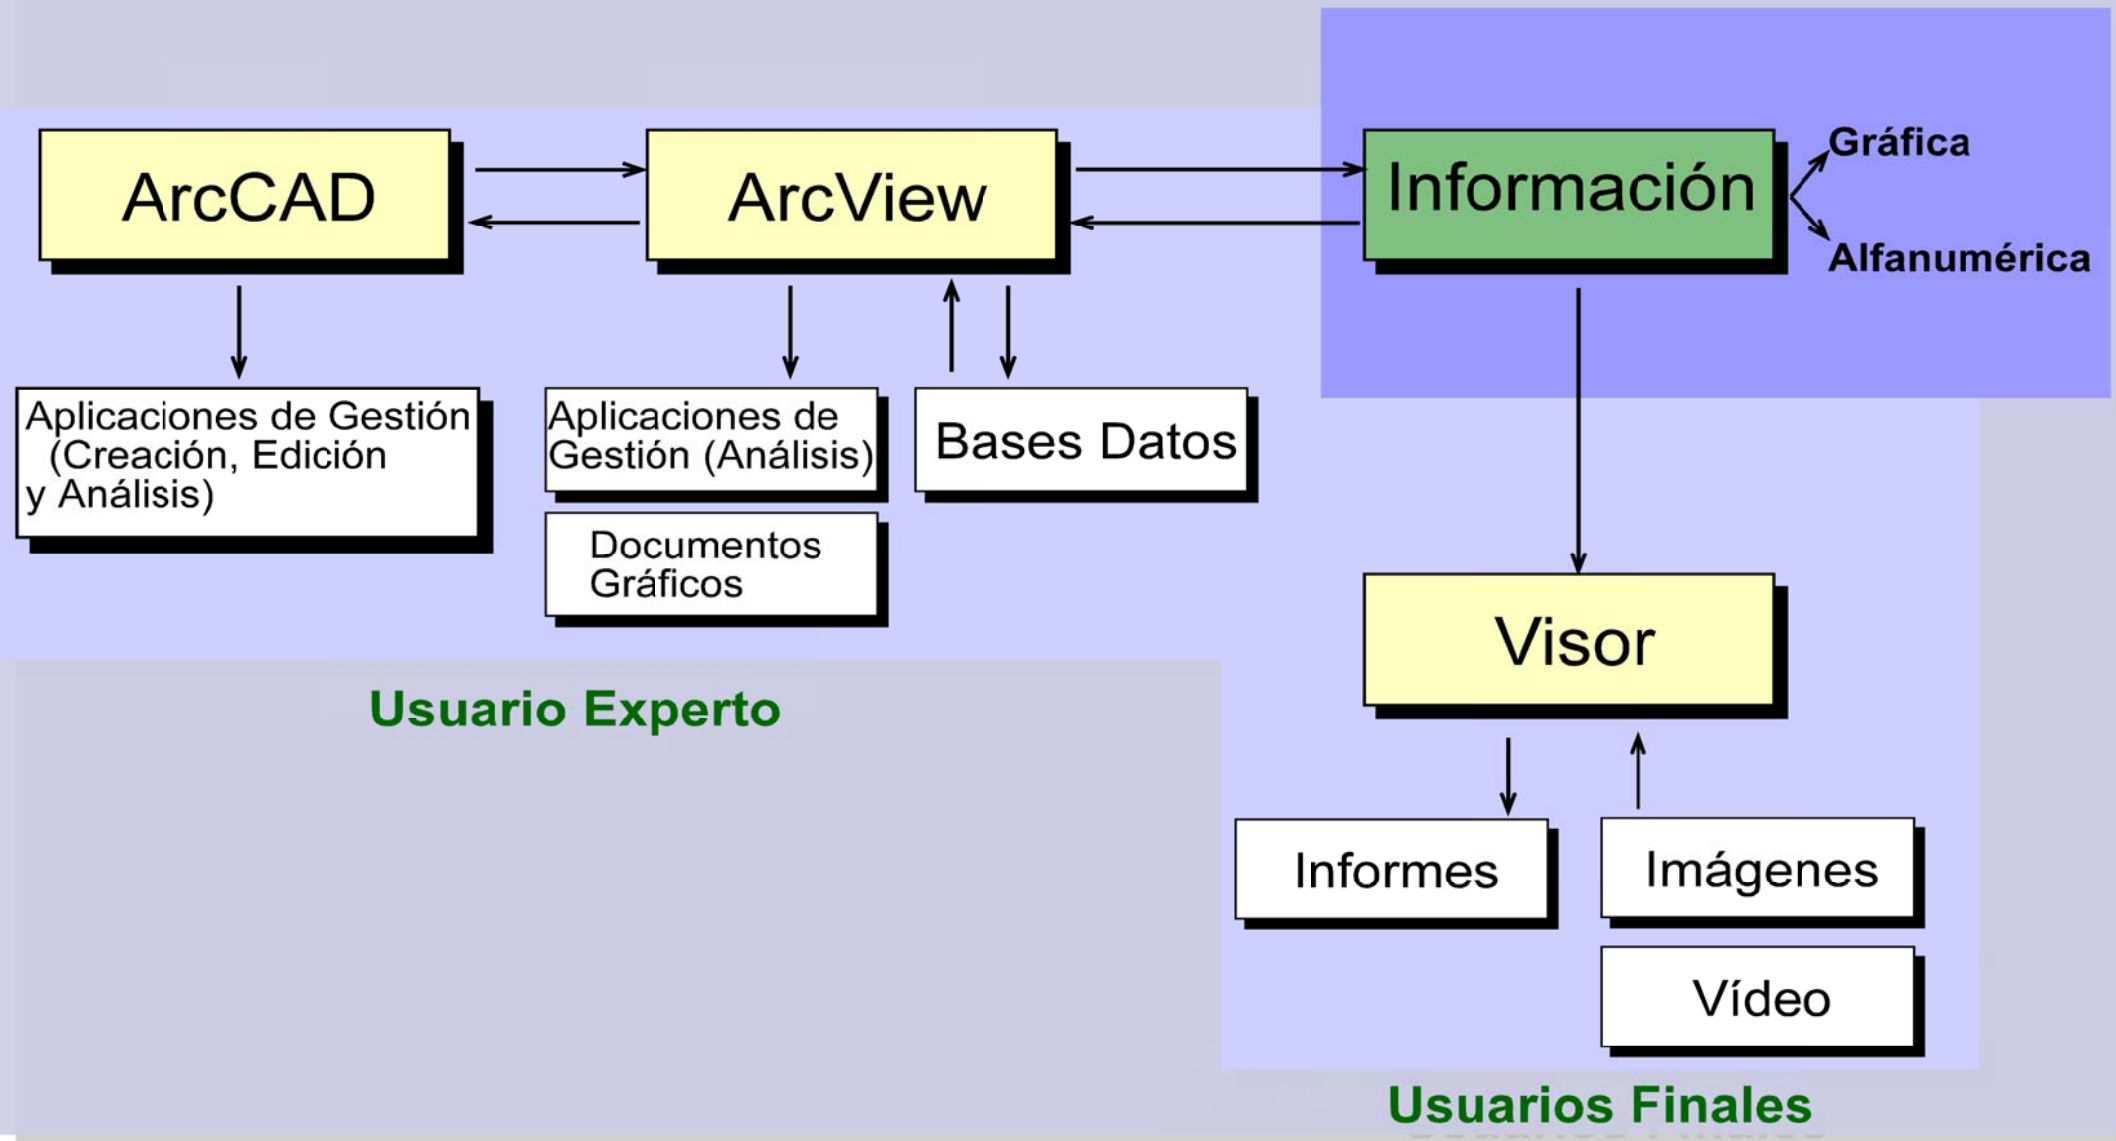 ArcCAD
ArcView
Información
Gráfica
Alfanumérica
Aplicaciones de Gestión
(Creación, Edición
y Análisis)
Aplicaciones de
Gestión (Análisis)
Bases Datos
Documentos
Gráficos
Usuario Experto
Visor
Informes
Imágenes
Vídeo
Usuarios Finales